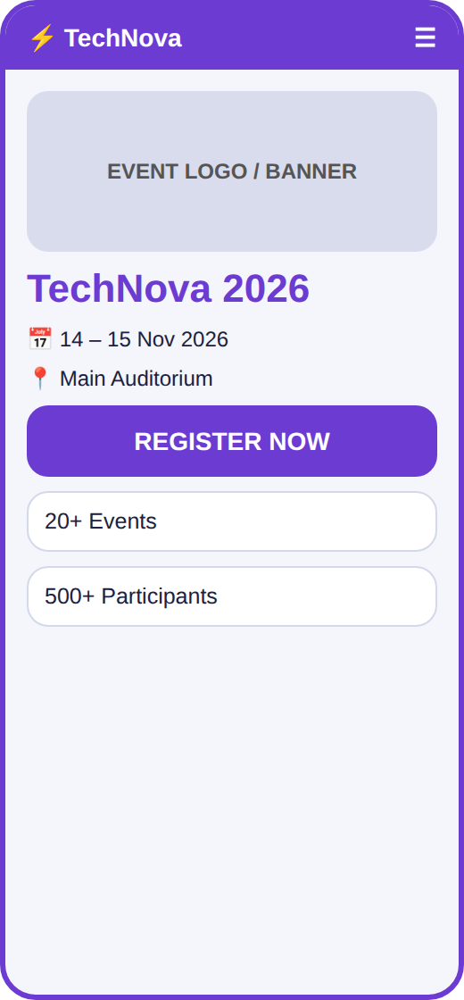 ⚡ TechNova ☰
EVENT LOGO / BANNER
TechNova 2026
📅 14 – 15 Nov 2026
📍 Main Auditorium
REGISTER NOW
20+ Events
500+ Participants